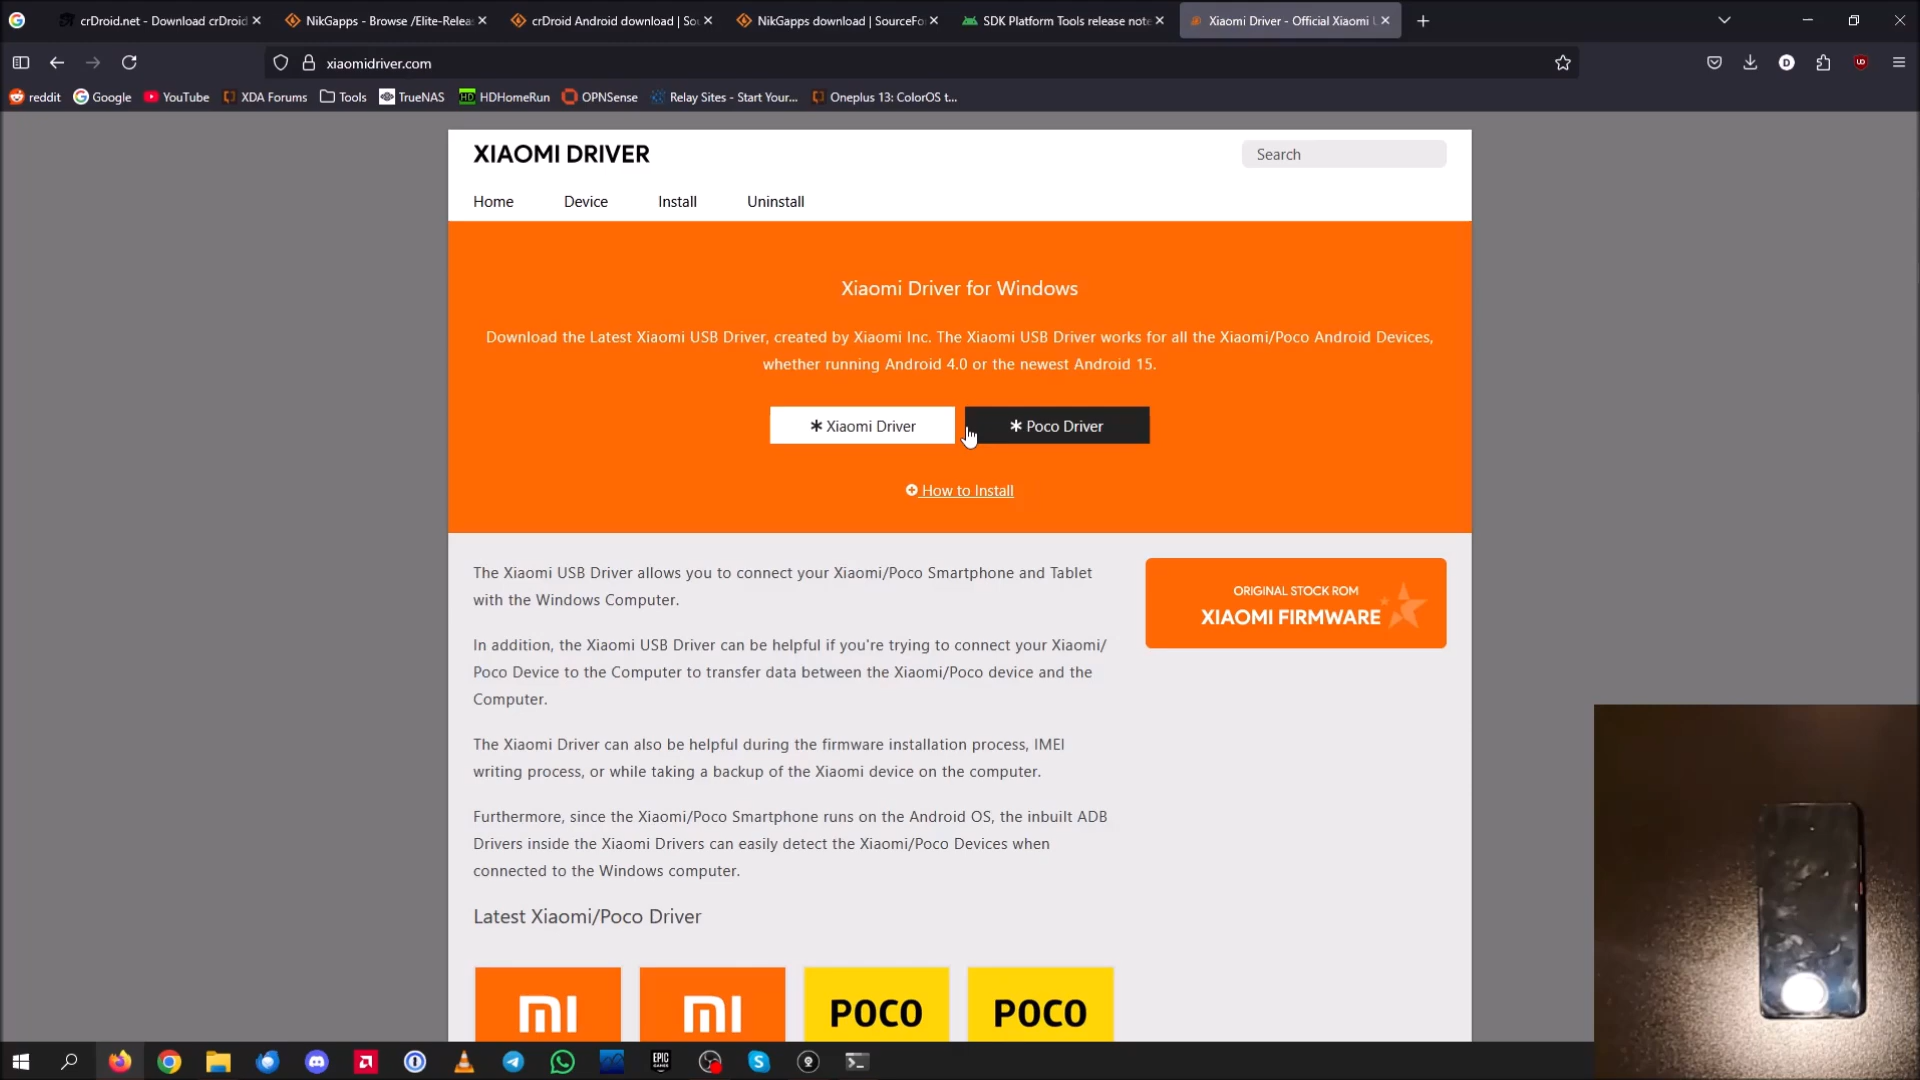 crDroid.net - Download crDroid
NikGapps - Browse /Elite-Relea
crDroid Android download | So
NikGapps download | SourceFo
SDK Platform Tools release note
Xiaomi Driver - Official Xiaomi U
xiaomidriver.com
D
UD
reddit
Google
YouTube
XDA Forums
Tools
TrueNAS
HD
HDHomeRun
OPNSense
Relay Sites - Start Your...
Oneplus 13: ColorOS t...
XIAOMI DRIVER
Search
Home Device Install Uninstall
Xiaomi Driver for Windows
Download the Latest Xiaomi USB Driver, created by Xiaomi Inc. The Xiaomi USB Driver works for all the Xiaomi/Poco Android Devices,
whether running Android 4.0 or the newest Android 15.
Xiaomi Driver
Poco Driver
How to Install
The Xiaomi USB Driver allows you to connect your Xiaomi/Poco Smartphone and Tablet
with the Windows Computer.
In addition, the Xiaomi USB Driver can be helpful if you're trying to connect your Xiaomi/
Poco Device to the Computer to transfer data between the Xiaomi/Poco device and the
Computer.
The Xiaomi Driver can also be helpful during the firmware installation process, IMEI
writing process, or while taking a backup of the Xiaomi device on the computer.
Furthermore, since the Xiaomi/Poco Smartphone runs on the Android OS, the inbuilt ADB
Drivers inside the Xiaomi Drivers can easily detect the Xiaomi/Poco Devices when
connected to the Windows computer.
ORIGINAL STOCK ROM
XIAOMI FIRMWARE
Latest Xiaomi/Poco Driver
mi
mi
POCO
POCO
EPIC
GAMES